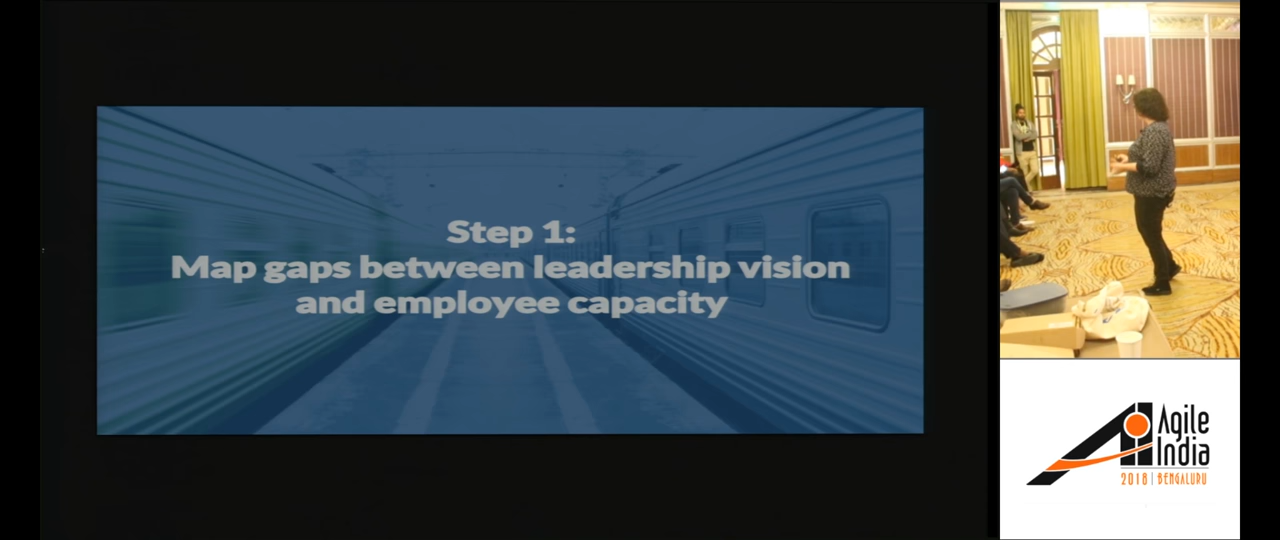 Step 1:
Map gaps between leadership vision
and employee capacity
Agile
India
2018 | BENGALURU